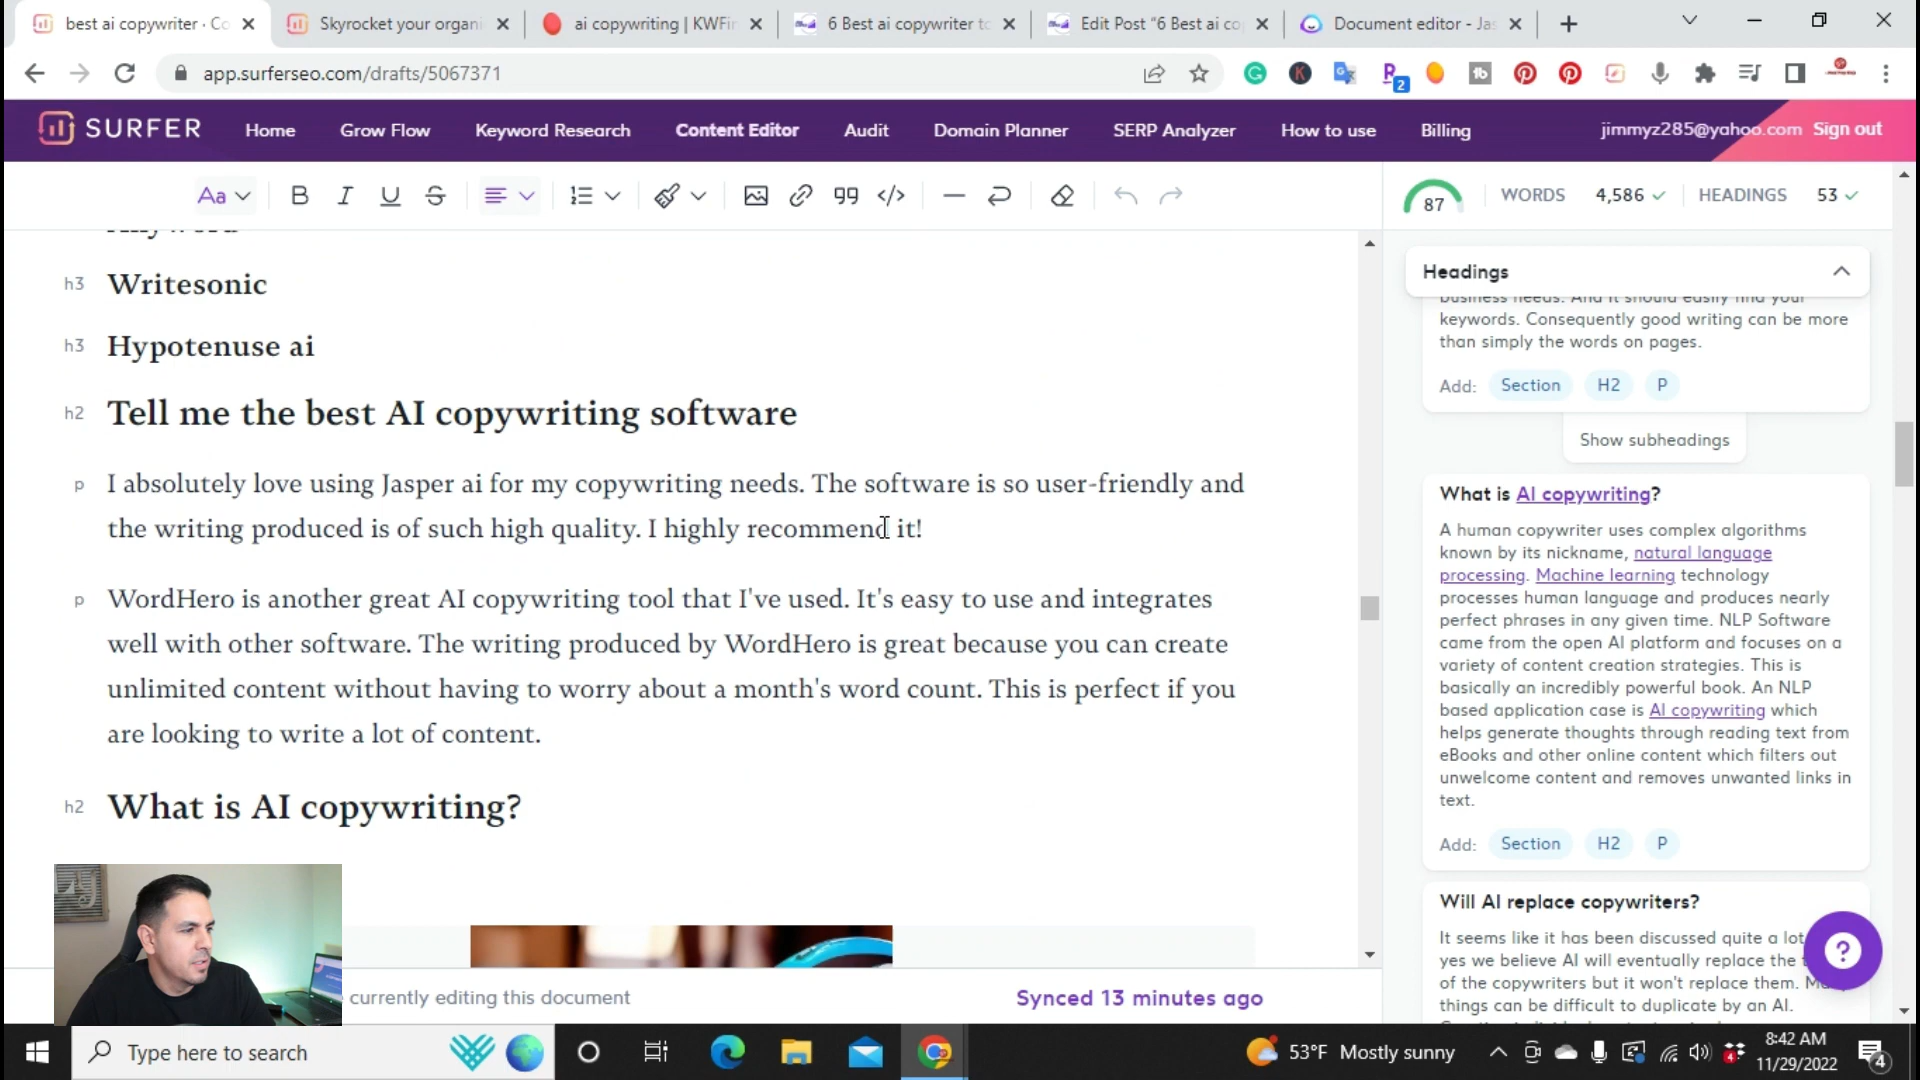 best ai copywriter · Co
Skyrocket your organi
ai copywriting | KWFin
6 Best ai copywriter to
Edit Post "6 Best ai co
Document editor - Jas
app.surferseo.com/drafts/5067371
2
SURFER
Home
Grow Flow
Keyword Research
Content Editor
Audit
Domain Planner
SERP Analyzer
How to use
Billing
jimmyz285@yahoo.com
Sign out
Aa
87
WORDS 4,586
HEADINGS 53
h3 Writesonic
h3 Hypotenuse ai
h2 Tell me the best AI copywriting software
p I absolutely love using Jasper ai for my copywriting needs. The software is so user-friendly and
the writing produced is of such high quality. I highly recommend it!
p WordHero is another great AI copywriting tool that I've used. It's easy to use and integrates
well with other software. The writing produced by WordHero is great because you can create
unlimited content without having to worry about a month's word count. This is perfect if you
are looking to write a lot of content.
h2 What is AI copywriting?
currently editing this document
Synced 13 minutes ago
Headings
business needs. And it should easily find your
keywords. Consequently good writing can be more
than simply the words on pages.
Add: Section H2 P
Show subheadings
What is AI copywriting?
A human copywriter uses complex algorithms
known by its nickname, natural language
processing. Machine learning technology
processes human language and produces nearly
perfect phrases in any given time. NLP Software
came from the open AI platform and focuses on a
variety of content creation strategies. This is
basically an incredibly powerful book. An NLP
based application case is AI copywriting which
helps generate thoughts through reading text from
eBooks and other online content which filters out
unwelcome content and removes unwanted links in
text.
Add: Section H2 P
Will AI replace copywriters?
It seems like it has been discussed quite a lot
yes we believe AI will eventually replace the
of the copywriters but it won't replace them.
things can be difficult to duplicate by an AI.
Type here to search
53°F Mostly sunny
8:42 AM
11/29/2022
4